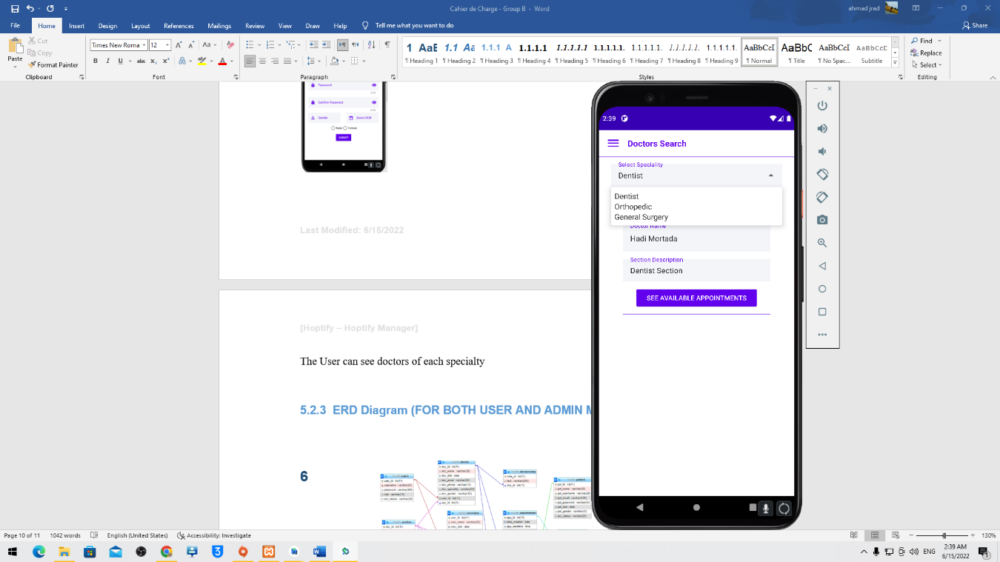 Cahier de Charge - Group B - Word
ahmad jrad
File Home Insert Design Layout References Mailings Review View Draw Help Tell me what you want to do
Share
Paste
Cut
Copy
Format Painter
Clipboard
Times New Roma 12
Font
Paragraph
1 AaB 1.1 Aa 1.1.1 A 1.1.1.1 1.1.1.1.1 1.1.1.1.1. 1.1.1.1. 1.1.1.1.1. 1.1.1.1.1. AaBbCcI AaBbC AaBbCcI AaBbCcD
¶ Heading 1 ¶ Heading 2 ¶ Heading 3 ¶ Heading 4 ¶ Heading 5 ¶ Heading 6 ¶ Heading 7 ¶ Heading 8 ¶ Heading 9 ¶ Normal ¶ Title ¶ No Spac... Subtitle
Styles
Find
Replace
Select
Editing
Password
Confirm Password
Gender
Select DOB
Male Female
SUBMIT
Last Modified: 6/15/2022
[Hoptify – Hoptify Manager]
The User can see doctors of each specialty
5.2.3 ERD Diagram (FOR BOTH USER AND ADMIN M
6
2:39
Doctors Search
Select Speciality
Dentist
Dentist
Orthopedic
General Surgery
Doctor Name
Hadi Mortada
Section Description
Dentist Section
SEE AVAILABLE APPOINTMENTS
Page 10 of 11 1042 words English (United States) Accessibility: Investigate
130%
ENG
2:39 AM
6/15/2022